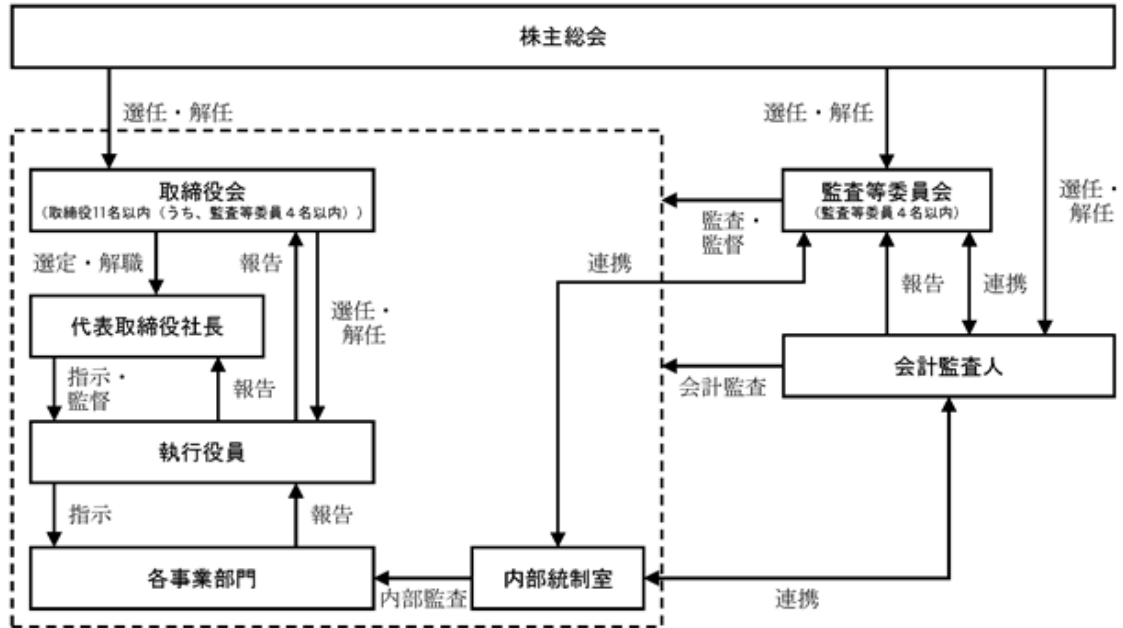 株主総会
選任・解任
選任・解任
選任・
解任
取締役会
（取締役11名以内（うち、監査等委員４名以内））
監査等委員会
（監査等委員４名以内）
監査・
監督
選定・解職
報告
連携
報告
連携
選任・
解任
代表取締役社長
指示・
監督
報告
会計監査
会計監査人
執行役員
指示
報告
各事業部門
内部監査
内部統制室
連携